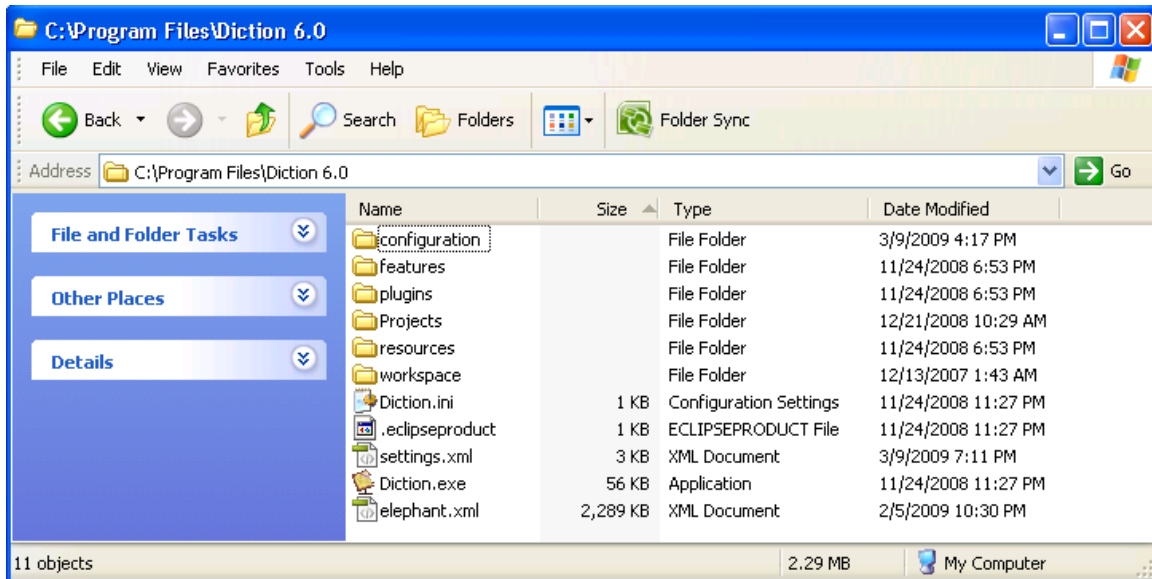 C:\Program Files\Diction 6.0
File Edit View Favorites Tools Help
Back Search Folders Folder Sync
Address C:\Program Files\Diction 6.0 Go
File and Folder Tasks
Other Places
Details
Name Size Type Date Modified
configuration File Folder 3/9/2009 4:17 PM
features File Folder 11/24/2008 6:53 PM
plugins File Folder 11/24/2008 6:53 PM
Projects File Folder 12/21/2008 10:29 AM
resources File Folder 11/24/2008 6:53 PM
workspace File Folder 12/13/2007 1:43 AM
Diction.ini 1 KB Configuration Settings 11/24/2008 11:27 PM
.eclipseproduct 1 KB ECLIPSEPRODUCT File 11/24/2008 11:27 PM
settings.xml 3 KB XML Document 3/9/2009 7:11 PM
Diction.exe 56 KB Application 11/24/2008 11:27 PM
elephant.xml 2,289 KB XML Document 2/5/2009 10:30 PM
11 objects 2.29 MB My Computer